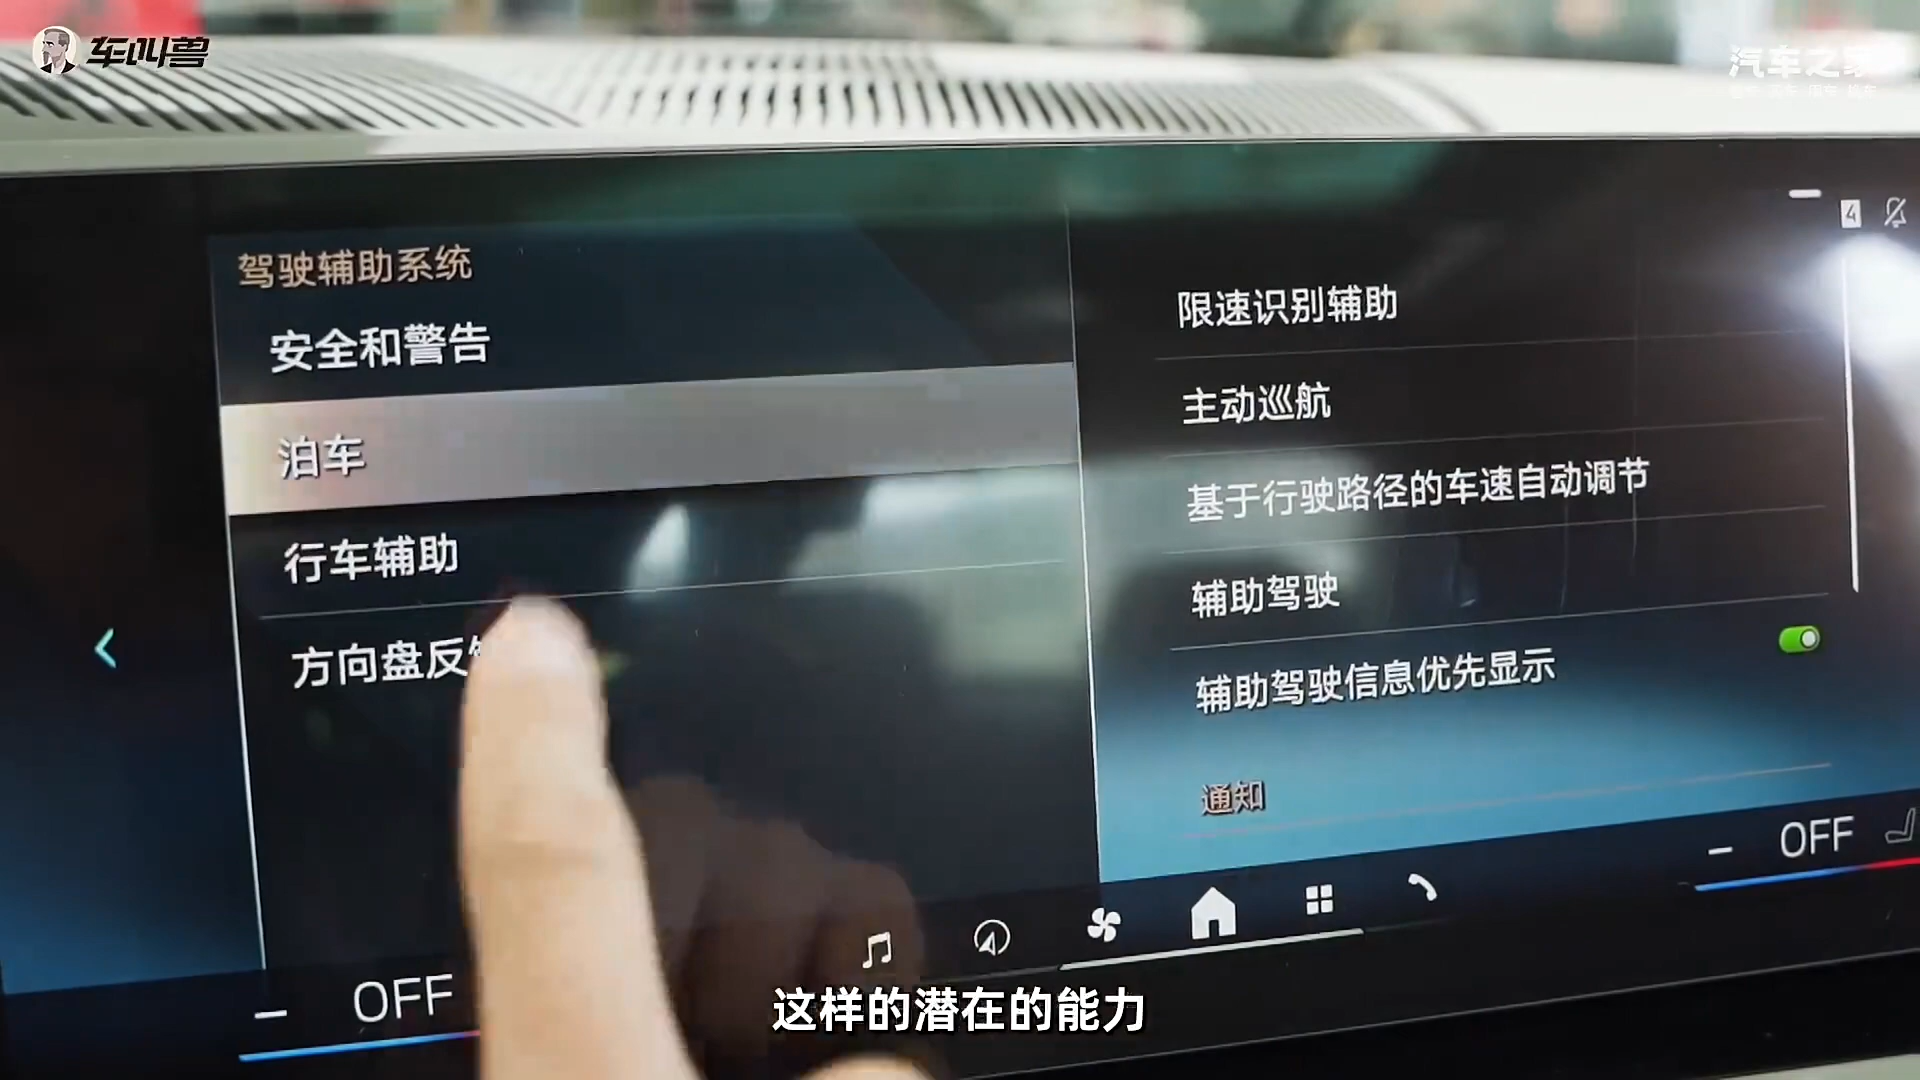 车叫兽
汽车之家
驾驶辅助系统
安全和警告
泊车
行车辅助
方向盘反
限速识别辅助
主动巡航
基于行驶路径的车速自动调节
辅助驾驶
辅助驾驶信息优先显示
通知
4
OFF
OFF
这样的潜在的能力